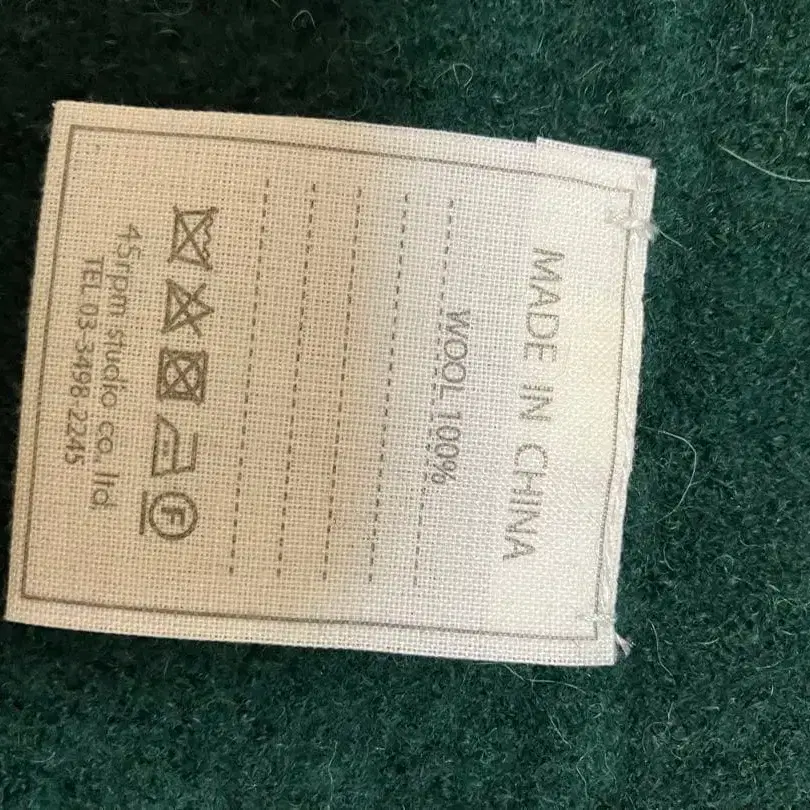 MADE IN CHINA
WOOL 100%
F
45rpm studio co., ltd
TEL 03-3498-2245